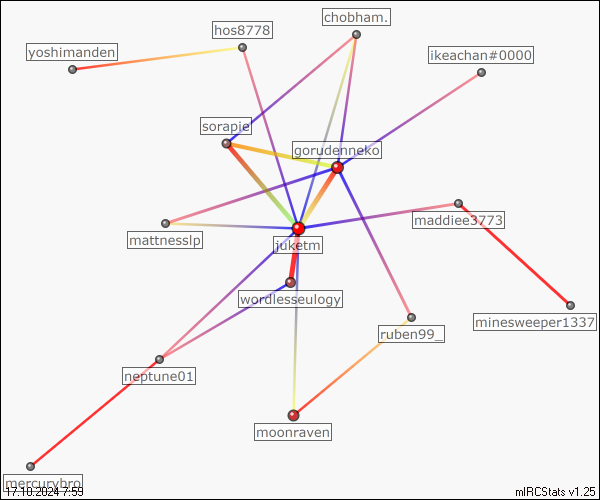 chobham.
hos8778
yoshimanden
ikeachan#0000
sorapje
gorudenneko
maddiee3773
mattnesslp
juketm
wordlesseulogy
minesweeper1337
ruben99_
neptune01
moonraven
mercurybro
17.10.2024 7:59
mIRCStats v1.25